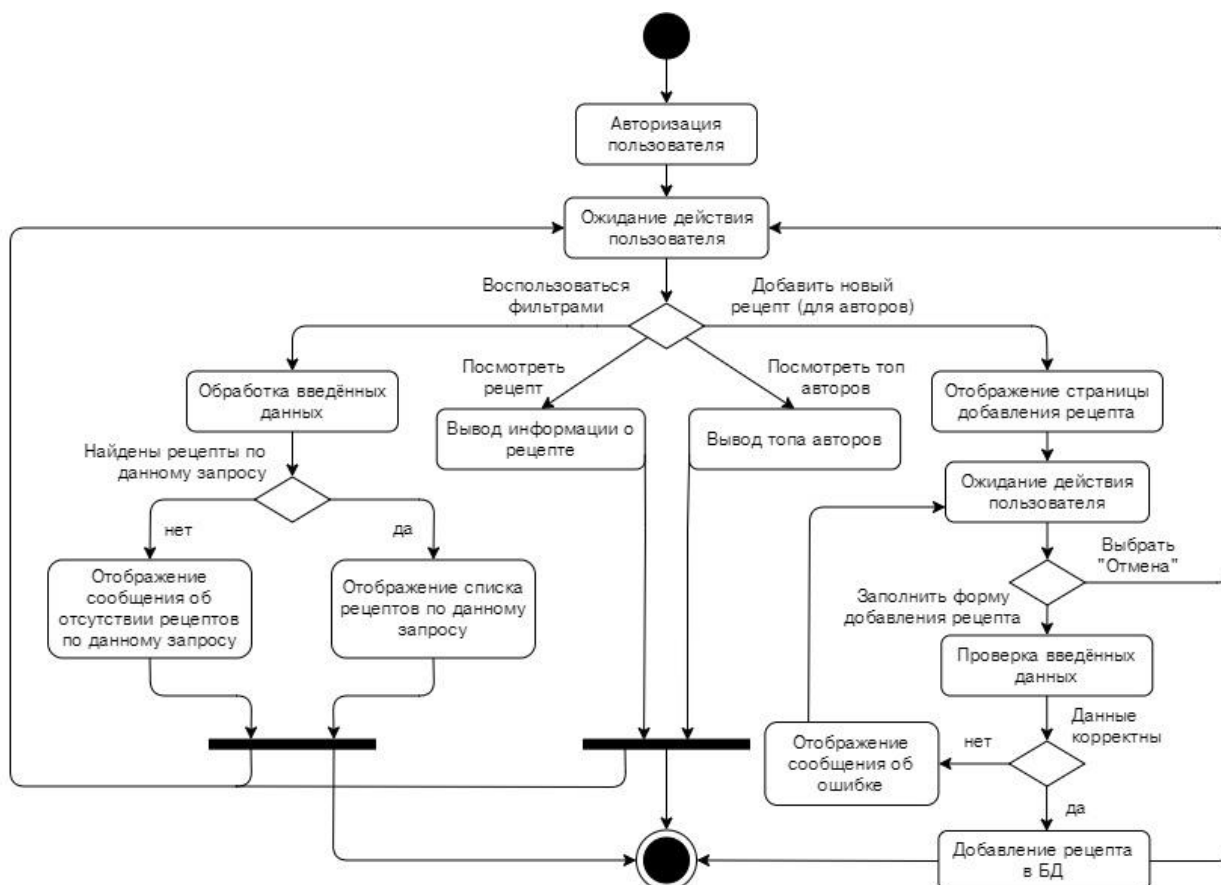 Авторизация
пользователя
Ожидание действия
пользователя
Воспользоваться
фильтрами
Добавить новый
рецепт (для авторов)
Посмотреть
рецепт
Посмотреть топ
авторов
Обработка введённых
данных
Вывод информации о
рецепте
Вывод топа авторов
Отображение страницы
добавления рецепта
Найдены рецепты по
данному запросу
Ожидание действия
пользователя
нет
да
Выбрать
"Отмена"
Отображение
сообщения об
отсутствии рецептов
по данному запросу
Отображение списка
рецептов по данному
запросу
Заполнить форму
добавления рецепта
Проверка введённых
данных
Данные
корректны
нет
Отображение
сообщения об
ошибке
да
Добавление рецепта
в БД